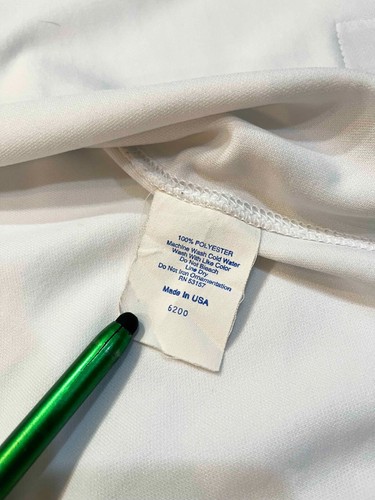 100% POLYESTER
Machine Wash Cold Water
Wash With Like Color
Do Not Bleach
Line Dry
Do Not Iron Ornamentation
RN 53157
Made In USA
6200